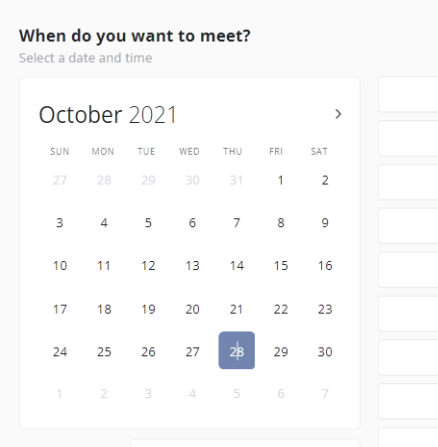 When do you want to meet?
Select a date and time
October 2021
SUN MON TUE WED THU FRI SAT
27 28 29 30 31 1 2
3 4 5 6 7 8 9
10 11 12 13 14 15 16
17 18 19 20 21 22 23
24 25 26 27 28 29 30
1 2 3 4 5 6 7